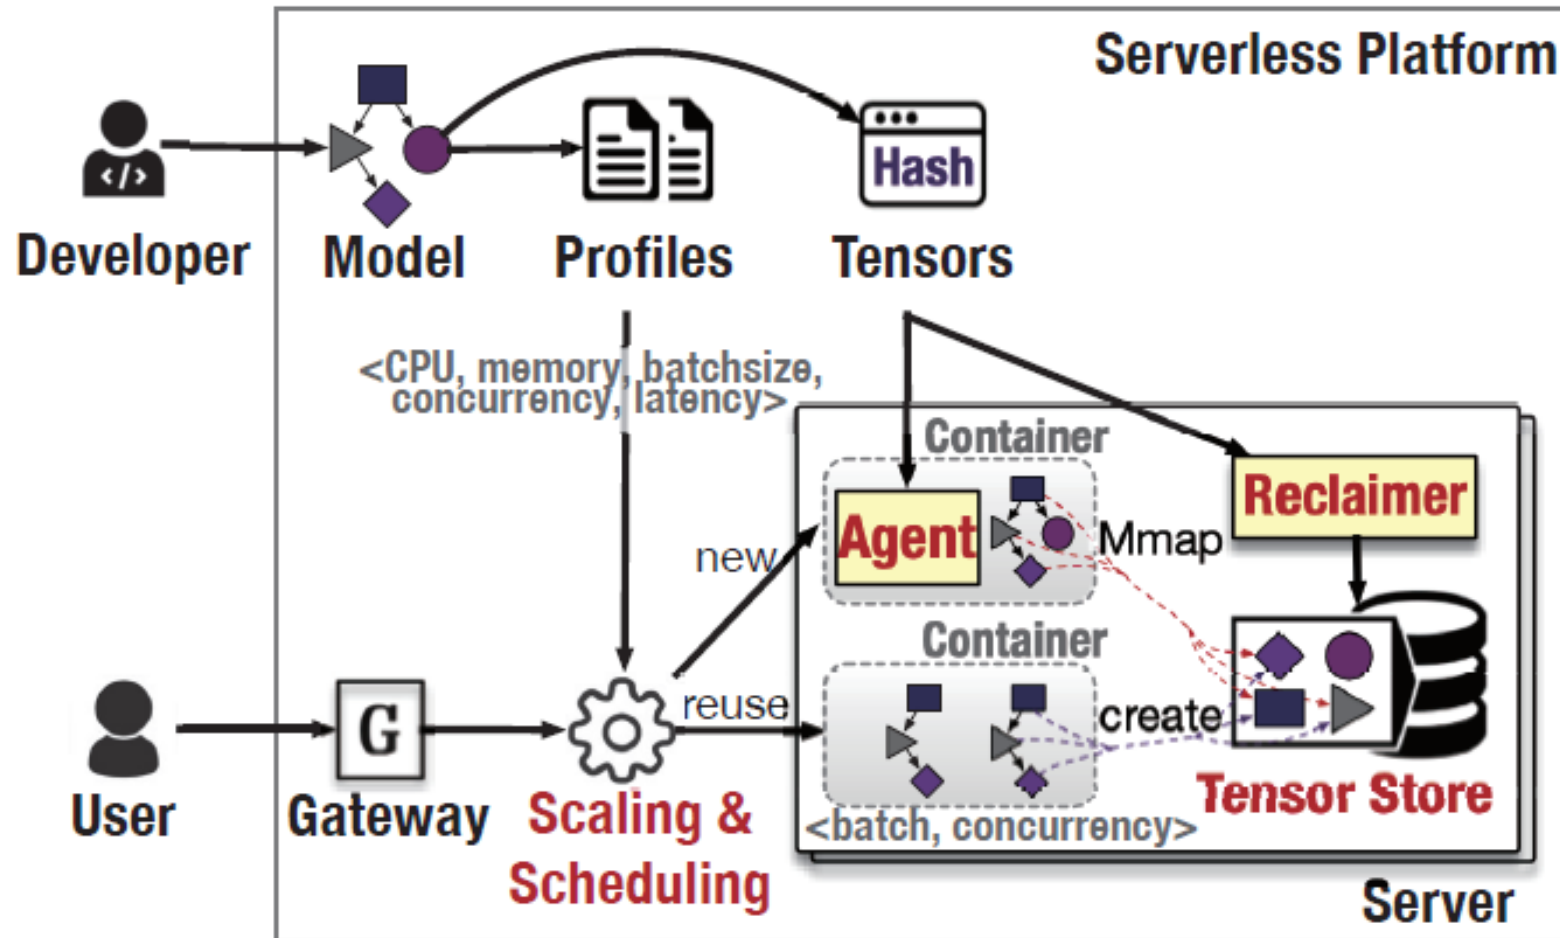 Serverless Platform
</>
Hash
Developer
Model
Profiles
Tensors
<CPU, memory, batchsize,
concurrency, latency>
Container
Agent
Reclaimer
new
Mmap
Container
reuse
create
G
Tensor Store
User
Gateway
Scaling &
Scheduling
<batch, concurrency>
Server